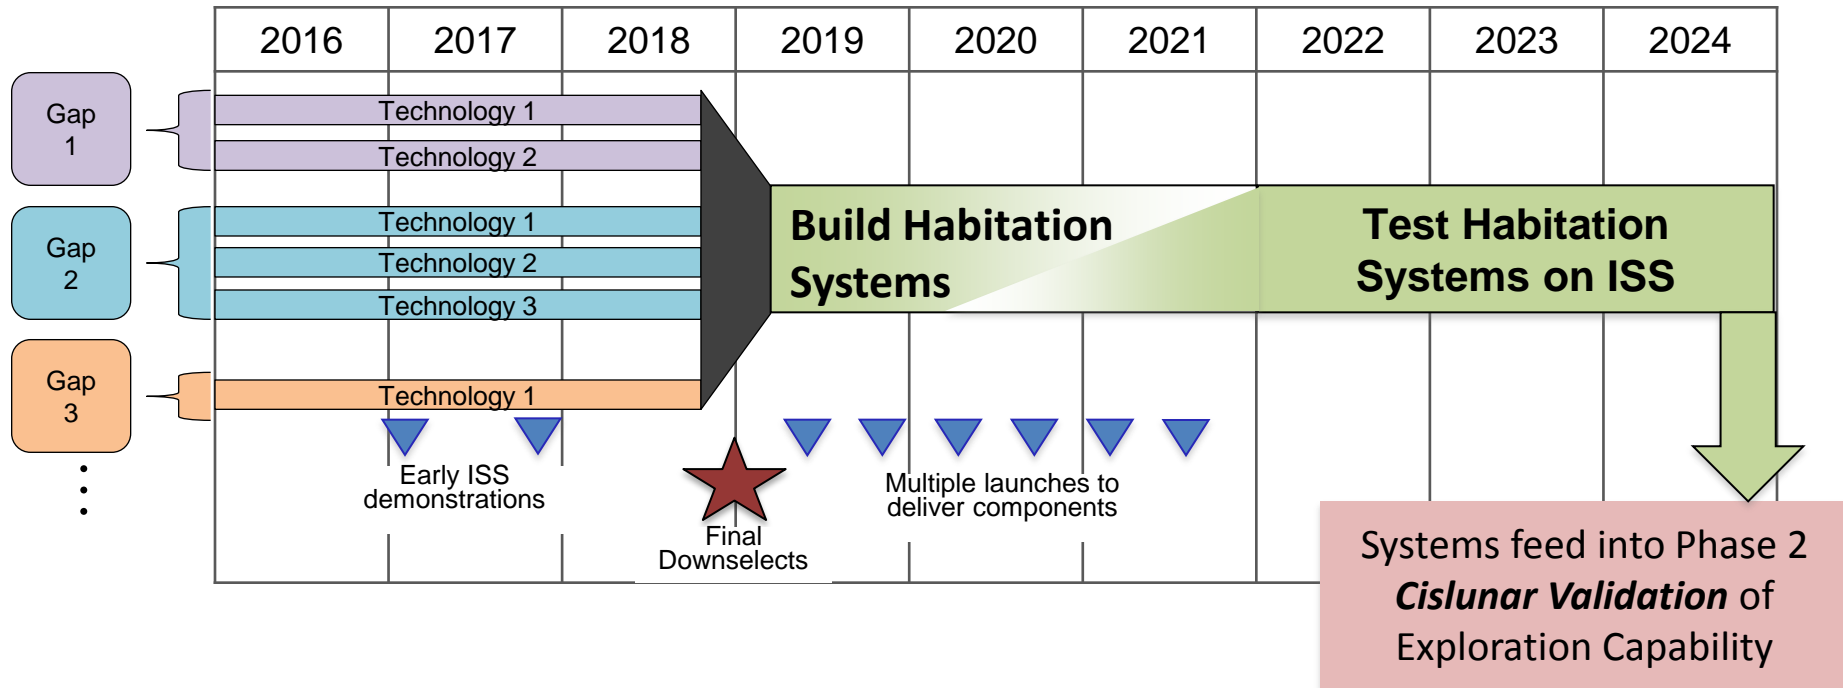 2016 2017 2018 2019 2020 2021 2022 2023 2024
Gap
1
Technology 1
Technology 2
Gap
2
Technology 1
Technology 2
Technology 3
Gap
3
Technology 1
Build Habitation
Systems
Test Habitation
Systems on ISS
Early ISS
demonstrations
Final
Downselects
Multiple launches to
deliver components
Systems feed into Phase 2
Cislunar Validation of
Exploration Capability